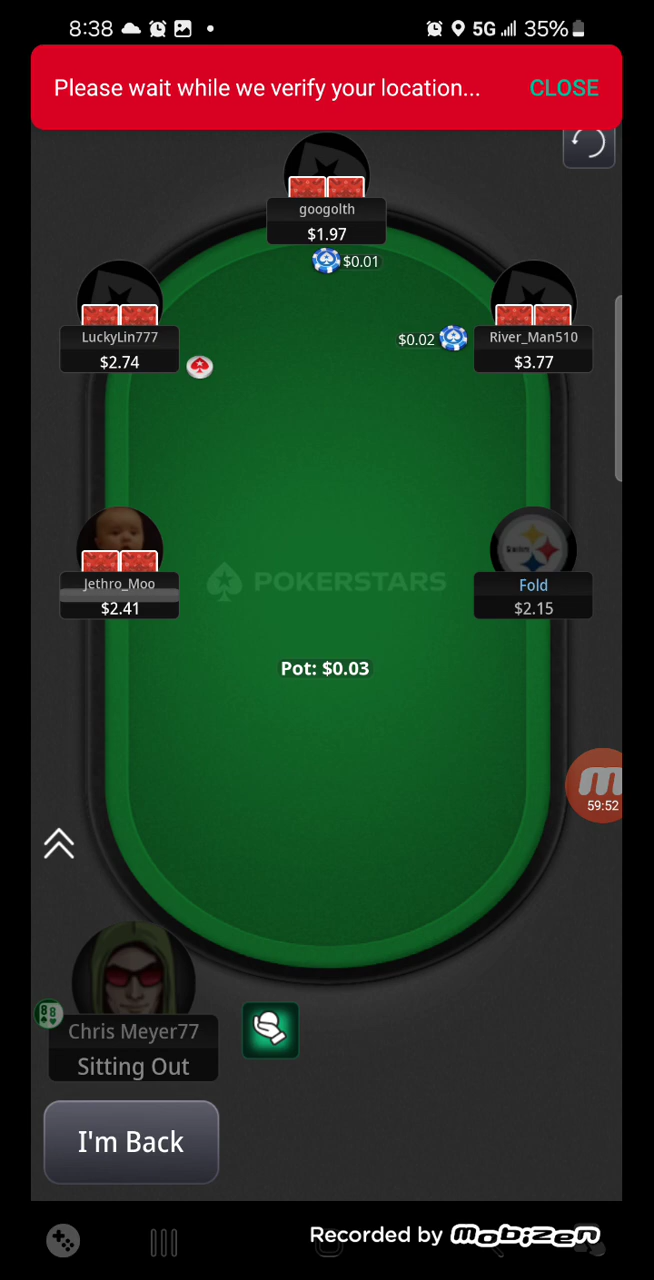 8:38
5G 35%
Please wait while we verify your location... CLOSE
googolth
$1.97
$0.01
LuckyLin777
$2.74
$0.02
River_Man510
$3.77
Jethro_Moo
$2.41
POKERSTARS
Fold
$2.15
Pot: $0.03
59:52
88
Chris Meyer77
Sitting Out
I'm Back
Recorded by mobizen